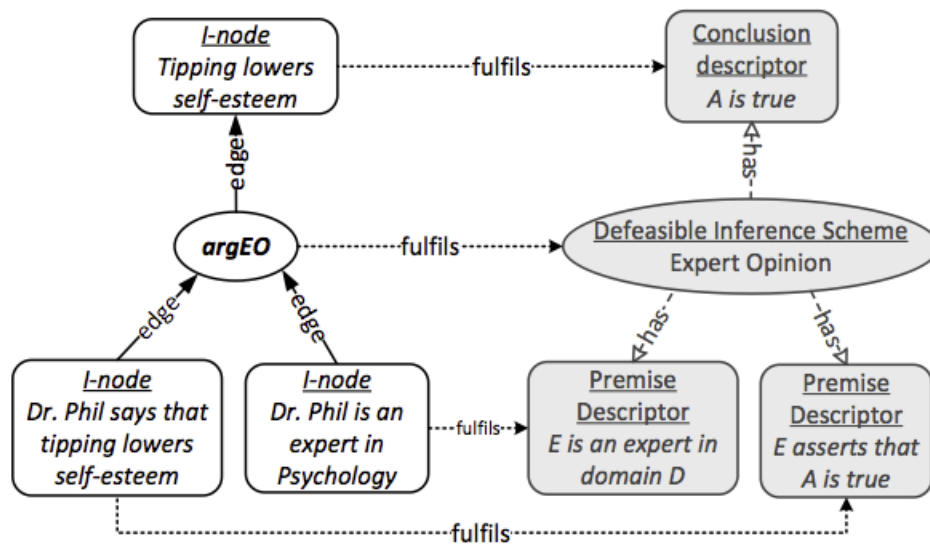 I-node
Tipping lowers
self-esteem
fulfils
Conclusion
descriptor
A is true
edge
has
argEO
fulfils
Defeasible Inference Scheme
Expert Opinion
edge
edge
has
has
I-node
Dr. Phil says that
tipping lowers
self-esteem
I-node
Dr. Phil is an
expert in
Psychology
fulfils
Premise
Descriptor
E is an expert in
domain D
Premise
Descriptor
E asserts that
A is true
fulfils